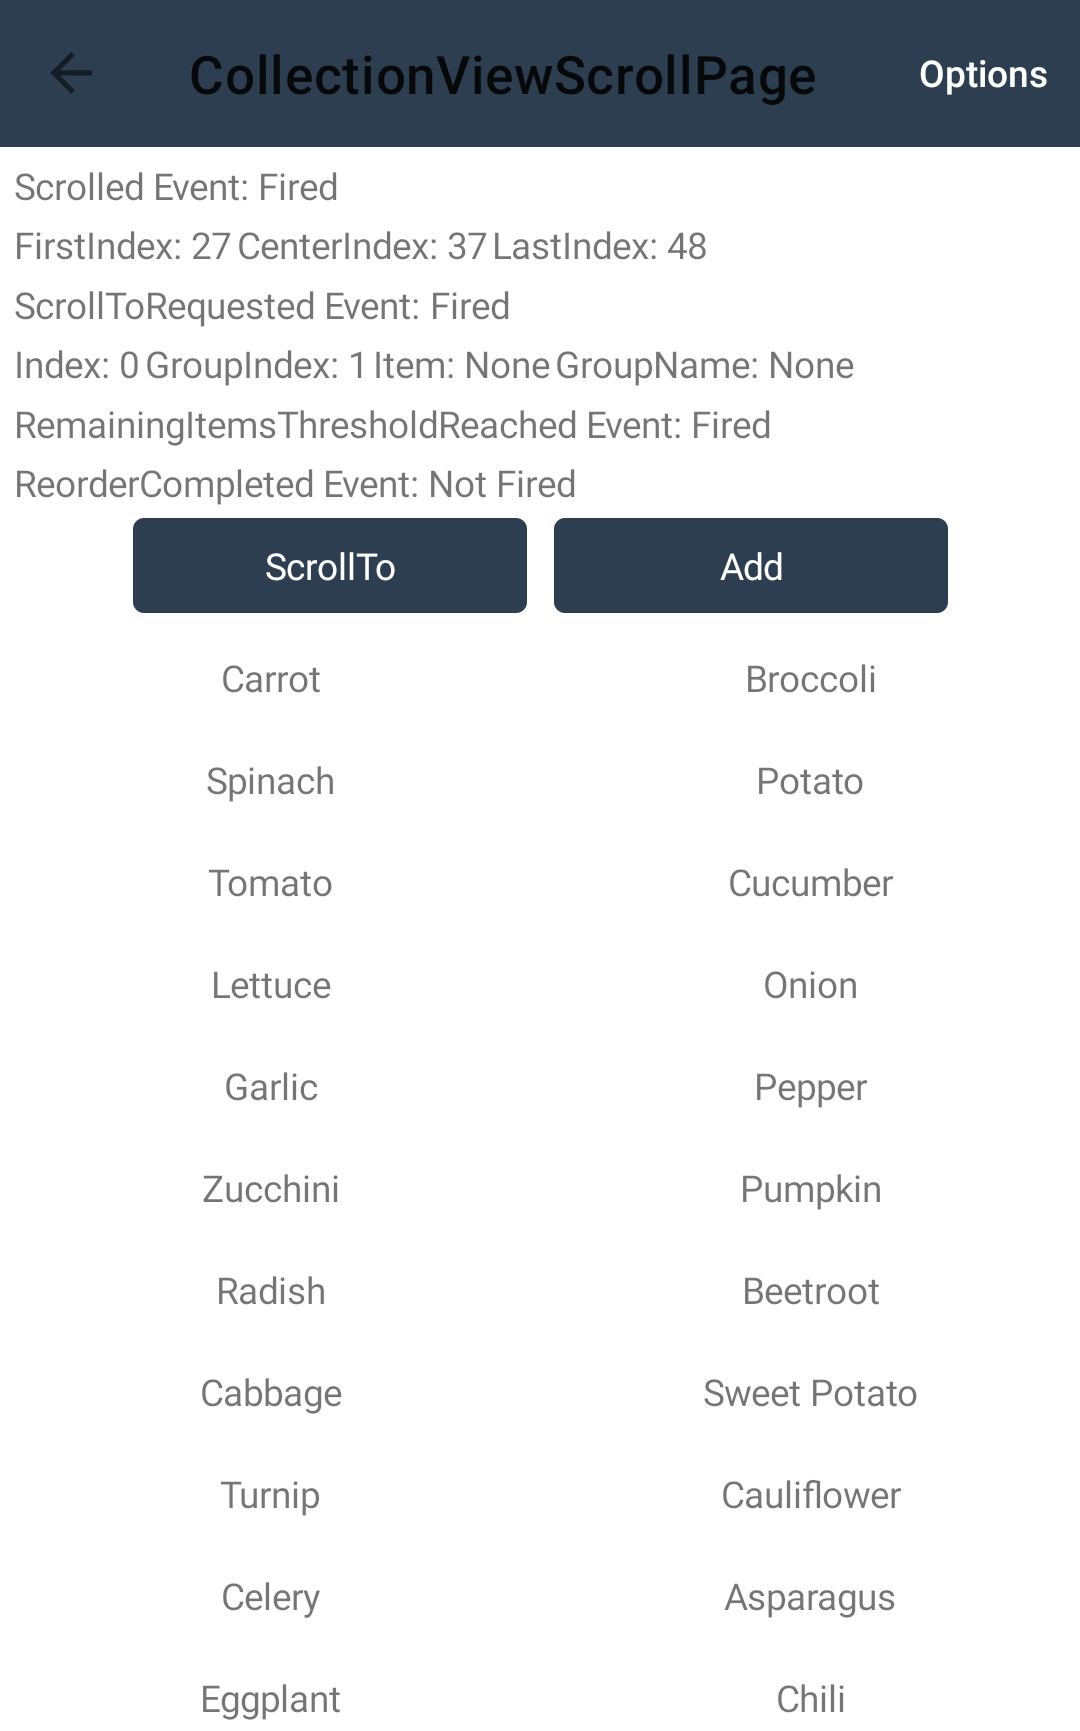 CollectionViewScrollPage Options
Scrolled Event: Fired
FirstIndex: 27 CenterIndex: 37 LastIndex: 48
ScrollToRequested Event: Fired
Index: 0 GroupIndex: 1 Item: None GroupName: None
RemainingItemsThresholdReached Event: Fired
ReorderCompleted Event: Not Fired
ScrollTo Add
Carrot Broccoli
Spinach Potato
Tomato Cucumber
Lettuce Onion
Garlic Pepper
Zucchini Pumpkin
Radish Beetroot
Cabbage Sweet Potato
Turnip Cauliflower
Celery Asparagus
Eggplant Chili